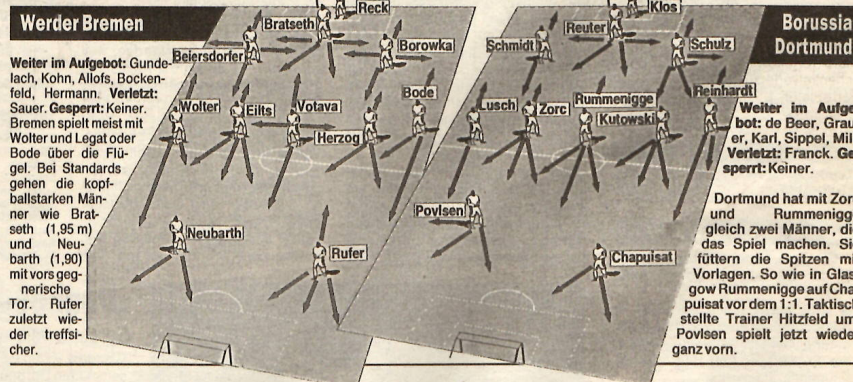 Werder Bremen
Weiter im Aufgebot: Gunde-
lach, Kohn, Allofs, Bocken-
feld, Hermann. Verletzt:
Sauer. Gesperrt: Keiner.
Bremen spielt meist mit
Wolter und Legat oder
Bode über die Flü-
gel. Bei Standards
gehen die kopf-
ballstarken Män-
ner wie Brat-
seth (1,95 m)
und Neu-
barth (1,90)
mit vors geg-
nerische
Tor. Rufer
zuletzt wie-
der treffsi-
cher.
Reck
Bratseth
Beiersdorfer
Borowka
Wolter
Eilts
Votava
Bode
Herzog
Neubarth
Rufer
Klos
Reuter
Schmidt
Schulz
Reinhardt
Lusch
Zorc
Rummenigge
Kutowski
Povlsen
Chapuisat
Borussia
Dortmund
Weiter im Aufge
bot: de Beer, Grau
er, Karl, Sippel, Mil
Verletzt: Franck. Ge
sperrt: Keiner.
Dortmund hat mit Zor
und Rummenigg
gleich zwei Männer, di
das Spiel machen. Si
füttern die Spitzen mi
Vorlagen. So wie in Glas
gow Rummenigge auf Cha
puisat vor dem 1:1. Taktisc
stellte Trainer Hitzfeld um
Povlsen spielt jetzt wiede
ganz vorn.